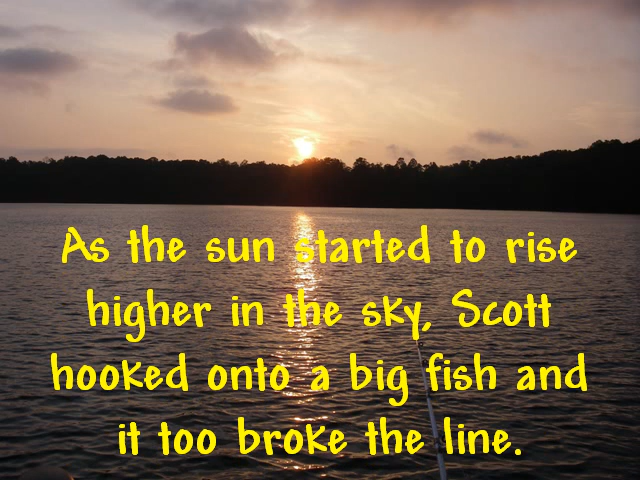 As the sun started to rise
higher in the sky, Scott
hooked onto a big fish and
it too broke the line.